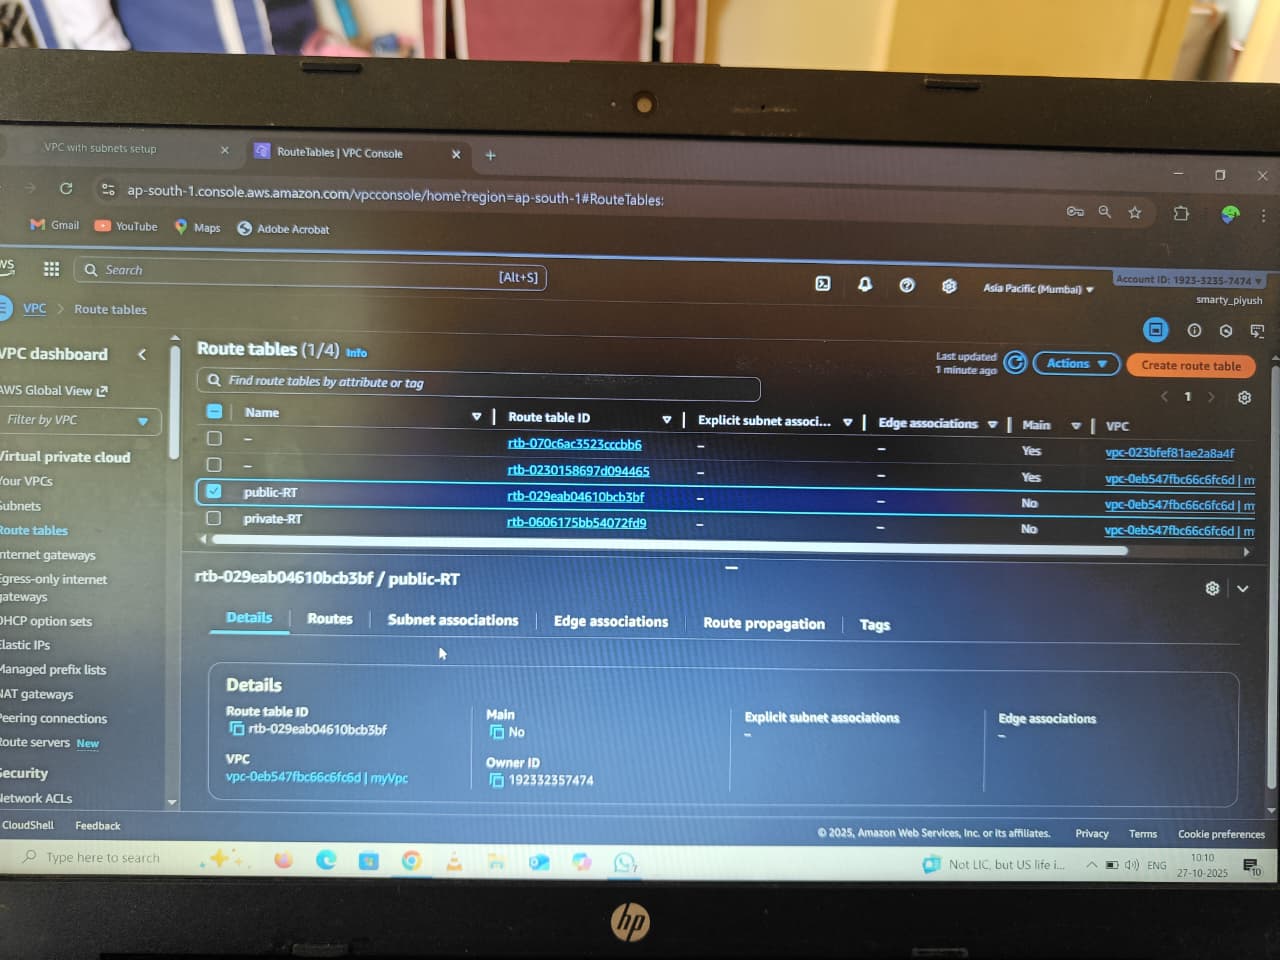 VPC with subnets setup
RouteTables | VPC Console
ap-south-1.console.aws.amazon.com/vpcconsole/home?region=ap-south-1#RouteTables:
Gmail YouTube Maps Adobe Acrobat
Search [Alt+S] Asia Pacific (Mumbai) Account ID: 1923-3235-7474
smarty_piyush
VPC > Route tables
VPC dashboard
AWS Global View
Filter by VPC
Virtual private cloud
Your VPCs
Subnets
Route tables
Internet gateways
Egress-only internet
gateways
DHCP option sets
Elastic IPs
Managed prefix lists
NAT gateways
Peering connections
Route servers New
Security
Network ACLs
Route tables (1/4) Info
Last updated
1 minute ago
Actions
Create route table
Find route tables by attribute or tag
1
Name Route table ID Explicit subnet associ... Edge associations Main VPC
– rtb-070c6ac3523cccbb6 – – Yes vpc-023bfef81ae2a8a4f
– rtb-0230158697d094465 – – Yes vpc-0eb547fbc66c6fc6d | m
public-RT rtb-029eab04610bcb3bf – – No vpc-0eb547fbc66c6fc6d | m
private-RT rtb-0606175bb54072fd9 – – No vpc-0eb547fbc66c6fc6d | m
rtb-029eab04610bcb3bf / public-RT
Details Routes Subnet associations Edge associations Route propagation Tags
Details
Route table ID
rtb-029eab04610bcb3bf
Main
No
Explicit subnet associations
–
Edge associations
–
VPC
vpc-0eb547fbc66c6fc6d | myVpc
Owner ID
192332357474
CloudShell Feedback © 2025, Amazon Web Services, Inc. or its affiliates. Privacy Terms Cookie preferences
Type here to search Not LIC, but US life i... ENG 10:10
27-10-2025
10
hp